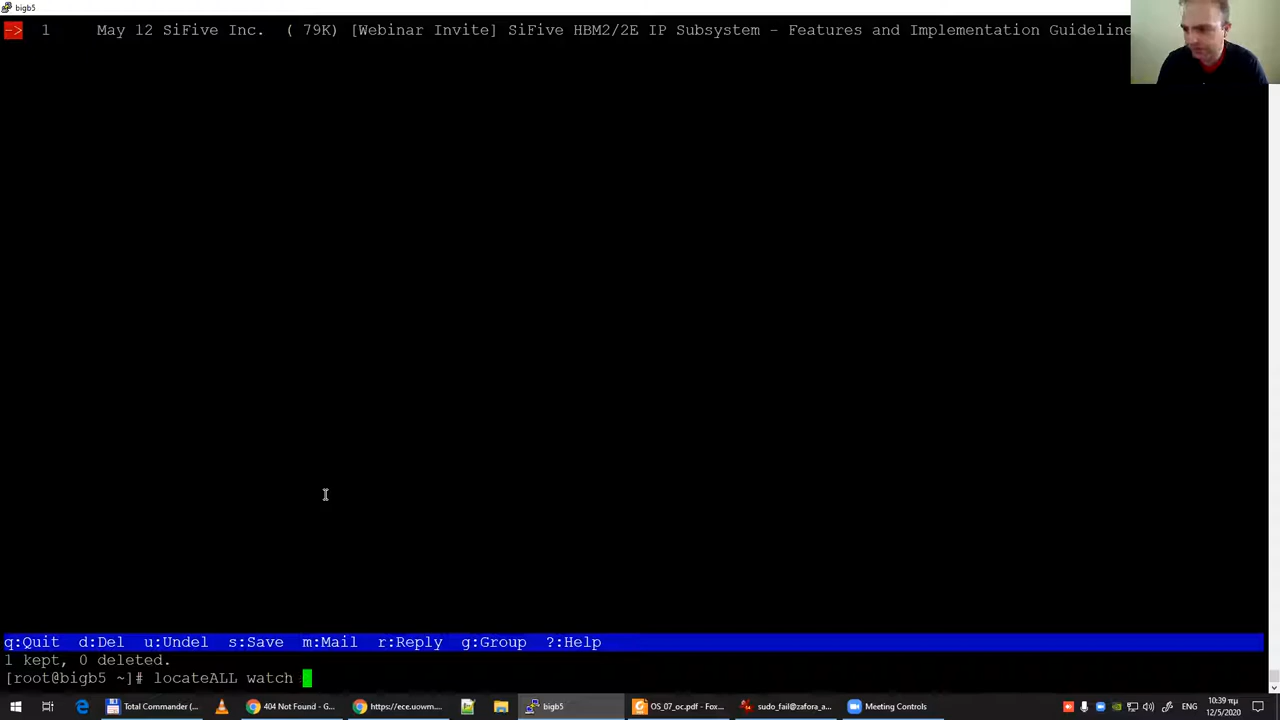 bigb5
-> 1 May 12 SiFive Inc. ( 79K) [Webinar Invite] SiFive HBM2/2E IP Subsystem - Features and Implementation Guideline
q:Quit d:Del u:Undel s:Save m:Mail r:Reply g:Group ?:Help
1 kept, 0 deleted.
[root@bigb5 ~]# locateALL watch
Total Commander (... 404 Not Found - G... https://ece.uowm... bigb5 OS_07_oc.pdf - Fox... sudo_fail@zafora_a... Meeting Controls ENG 10:39 πμ
12/5/2020